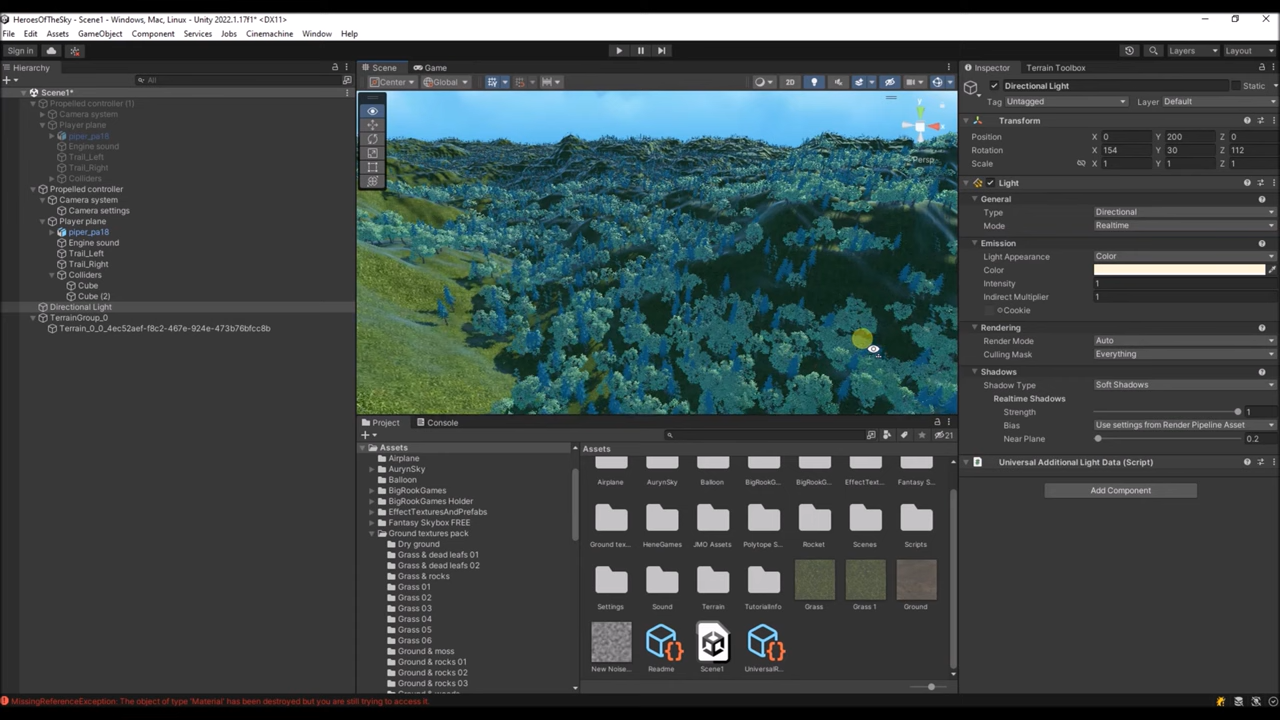 HeroesOfTheSky - Scene1 - Windows, Mac, Linux - Unity 2022.1.17f1* <DX11>
File Edit Assets GameObject Component Services Jobs Cinemachine Window Help
Sign in Layers Layout
Hierarchy
All
Scene1*
Propelled controller (1)
Camera system
Player plane
piper_pa18
Engine sound
Trail_Left
Trail_Right
Colliders
Propelled controller
Camera system
Camera settings
Player plane
piper_pa18
Engine sound
Trail_Left
Trail_Right
Colliders
Cube
Cube (2)
Directional Light
TerrainGroup_0
Terrain_0_0_4ec52aef-f8c2-467e-924e-473b76bfcc8b
Scene Game
Center Global 2D
Persp
Project Console
21
Assets
Airplane
AurynSky
Balloon
BigRookGames
BigRookGames Holder
EffectTexturesAndPrefabs
Fantasy Skybox FREE
Ground textures pack
Dry ground
Grass & dead leafs 01
Grass & dead leafs 02
Grass & rocks
Grass 01
Grass 02
Grass 03
Grass 04
Grass 05
Grass 06
Ground & moss
Ground & rocks 01
Ground & rocks 02
Ground & rocks 03
Assets
Airplane AurynSky Balloon BigRookG... BigRookG... EffectText... Fantasy S...
Ground tex... HeneGames JMO Assets Polytope S... Rocket Scenes Scripts
Settings Sound Terrain TutorialInfo Grass Grass 1 Ground
New Noise... Readme Scene1 UniversalR...
Inspector Terrain Toolbox
Directional Light Static
Tag Untagged Layer Default
Transform
Position X 0 Y 200 Z 0
Rotation X 154 Y 30 Z 112
Scale X 1 Y 1 Z 1
Light
General
Type Directional
Mode Realtime
Emission
Light Appearance Color
Color
Intensity 1
Indirect Multiplier 1
Cookie
Rendering
Render Mode Auto
Culling Mask Everything
Shadows
Shadow Type Soft Shadows
Realtime Shadows
Strength 1
Bias Use settings from Render Pipeline Asset
Near Plane 0.2
Universal Additional Light Data (Script)
Add Component
MissingReferenceException: The object of type 'Material' has been destroyed but you are still trying to access it.